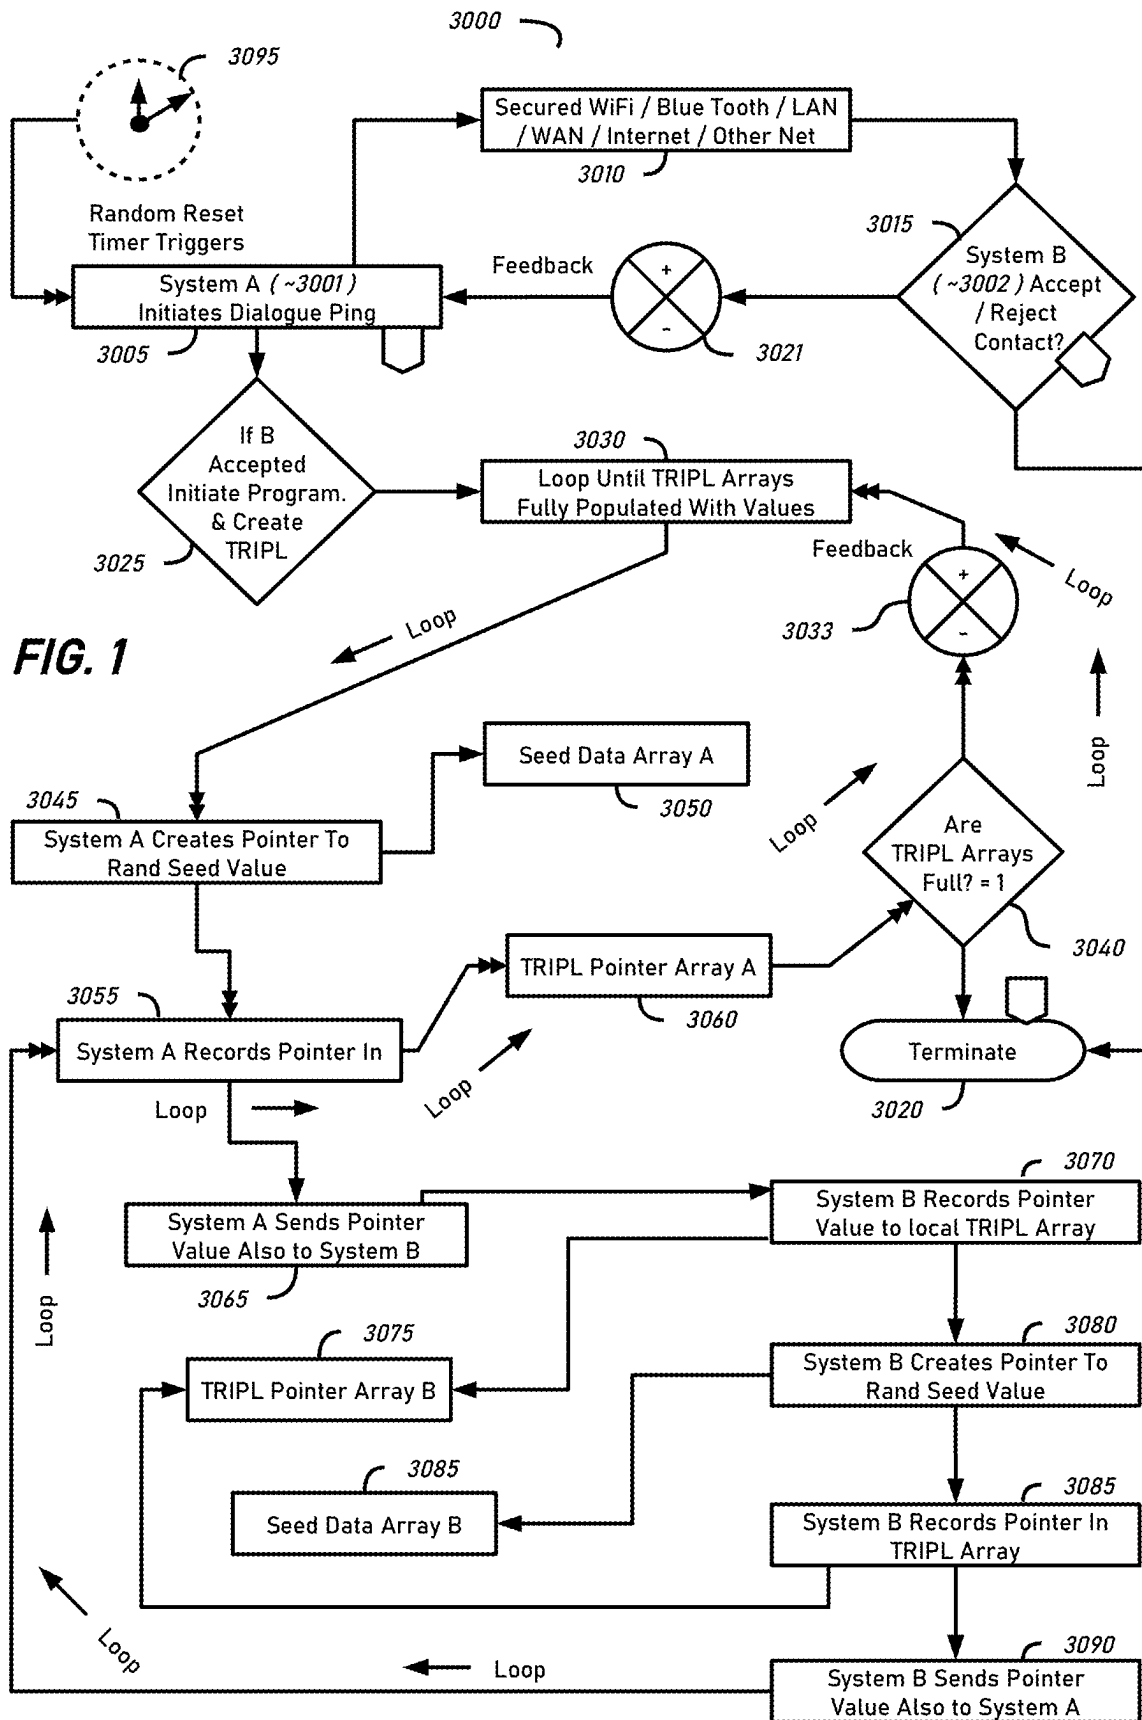 3000
3095
Secured WiFi / Blue Tooth / LAN
/ WAN / Internet / Other Net
3010
Random Reset
Timer Triggers
System A (~3001)
Initiates Dialogue Ping
3005
Feedback
+
-
3021
3015
System B
(~3002) Accept
/ Reject
Contact?
If B
Accepted
Initiate Program.
& Create
TRIPL
3025
3030
Loop Until TRIPL Arrays
Fully Populated With Values
Feedback
+
-
3033
Loop
Loop
Loop
FIG. 1
Seed Data Array A
3050
3045
System A Creates Pointer To
Rand Seed Value
Loop
Are
TRIPL Arrays
Full? = 1
3040
TRIPL Pointer Array A
3060
3055
System A Records Pointer In
Loop
Loop
Terminate
3020
System A Sends Pointer
Value Also to System B
3065
3070
System B Records Pointer
Value to local TRIPL Array
Loop
3075
TRIPL Pointer Array B
3080
System B Creates Pointer To
Rand Seed Value
3085
Seed Data Array B
3085
System B Records Pointer In
TRIPL Array
Loop
Loop
3090
System B Sends Pointer
Value Also to System A